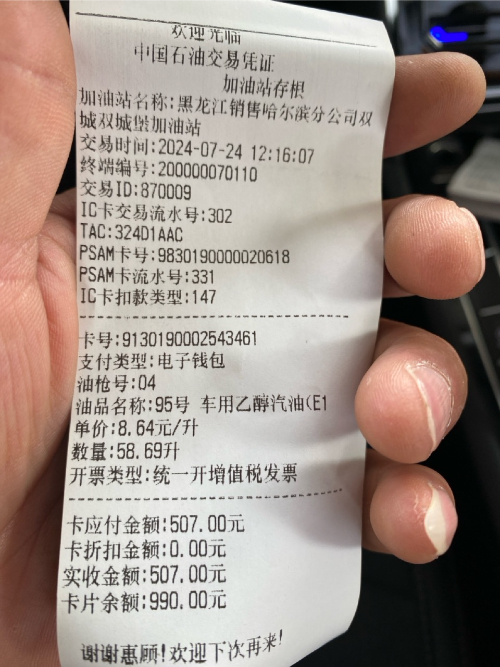 欢迎光临
中国石油交易凭证
加油站存根
加油站名称:黑龙江销售哈尔滨分公司双
城双城堡加油站
交易时间:2024-07-24 12:16:07
终端编号:200000070110
交易ID:870009
IC卡交易流水号:302
TAC:324D1AAC
PSAM卡号:9830190000020618
PSAM卡流水号:331
IC卡扣款类型:147
卡号:9130190002543461
支付类型:电子钱包
油枪号:04
油品名称:95号 车用乙醇汽油(E1
单价:8.64元/升
数量:58.69升
开票类型:统一开增值税发票
卡应付金额:507.00元
卡折扣金额:0.00元
实收金额:507.00元
卡片余额:990.00元
谢谢惠顾!欢迎下次再来!